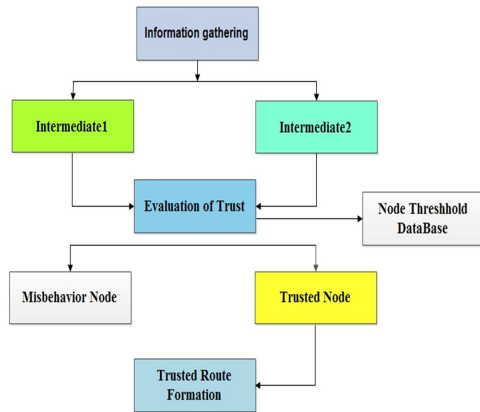 Information gathering
Intermediate1
Intermediate2
Evaluation of Trust
Node Threshhold
DataBase
Misbehavior Node
Trusted Node
Trusted Route
Formation